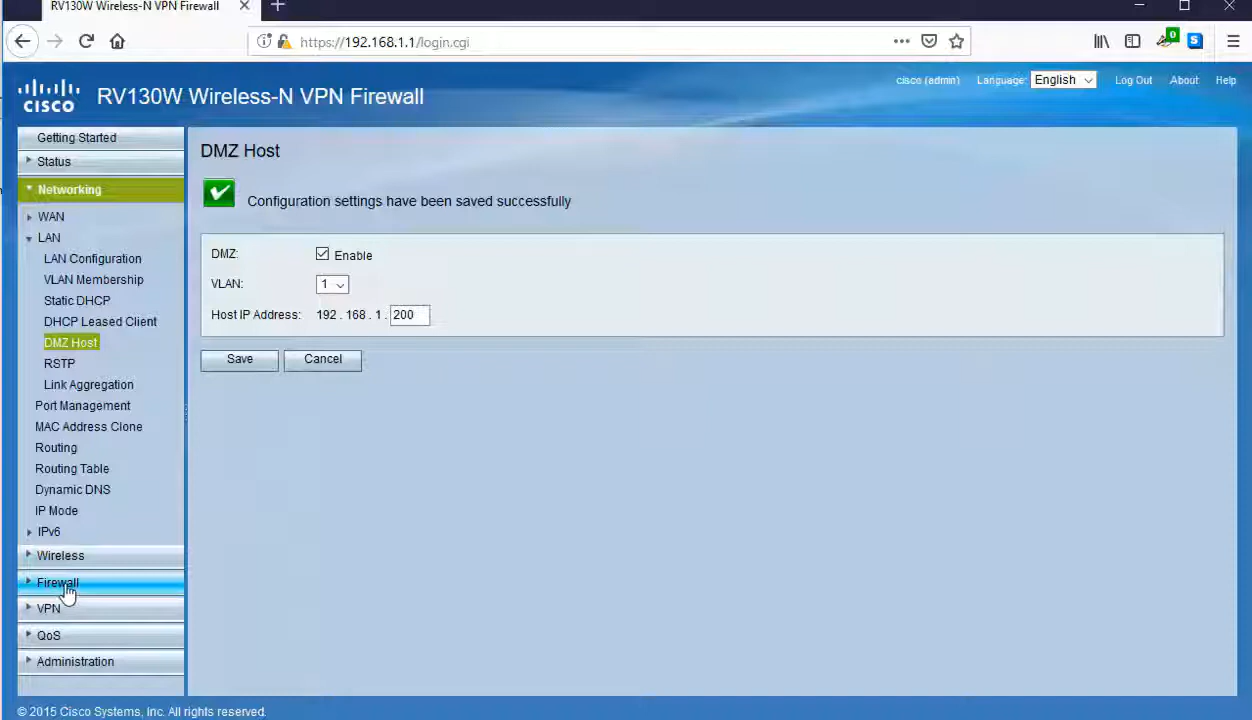 RV130W Wireless-N VPN Firewall
https://192.168.1.1/login.cgi
0
S
CISCO
RV130W Wireless-N VPN Firewall
cisco (admin) Language: English Log Out About Help
Getting Started
Status
Networking
WAN
LAN
LAN Configuration
VLAN Membership
Static DHCP
DHCP Leased Client
DMZ Host
RSTP
Link Aggregation
Port Management
MAC Address Clone
Routing
Routing Table
Dynamic DNS
IP Mode
IPv6
Wireless
Firewall
VPN
QoS
Administration
DMZ Host
Configuration settings have been saved successfully
DMZ: Enable
VLAN: 1
Host IP Address: 192 . 168 . 1 . 200
Save Cancel
© 2015 Cisco Systems, Inc. All rights reserved.